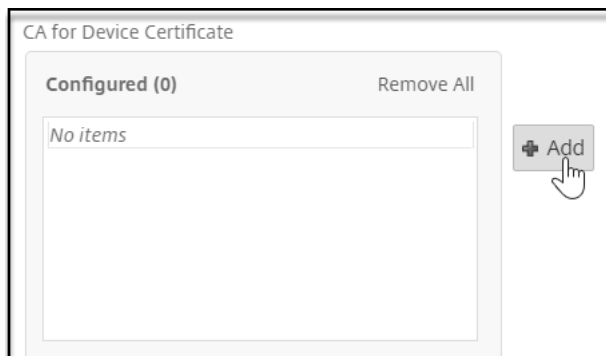 CA for Device Certificate
Configured (0) Remove All
No items
Add